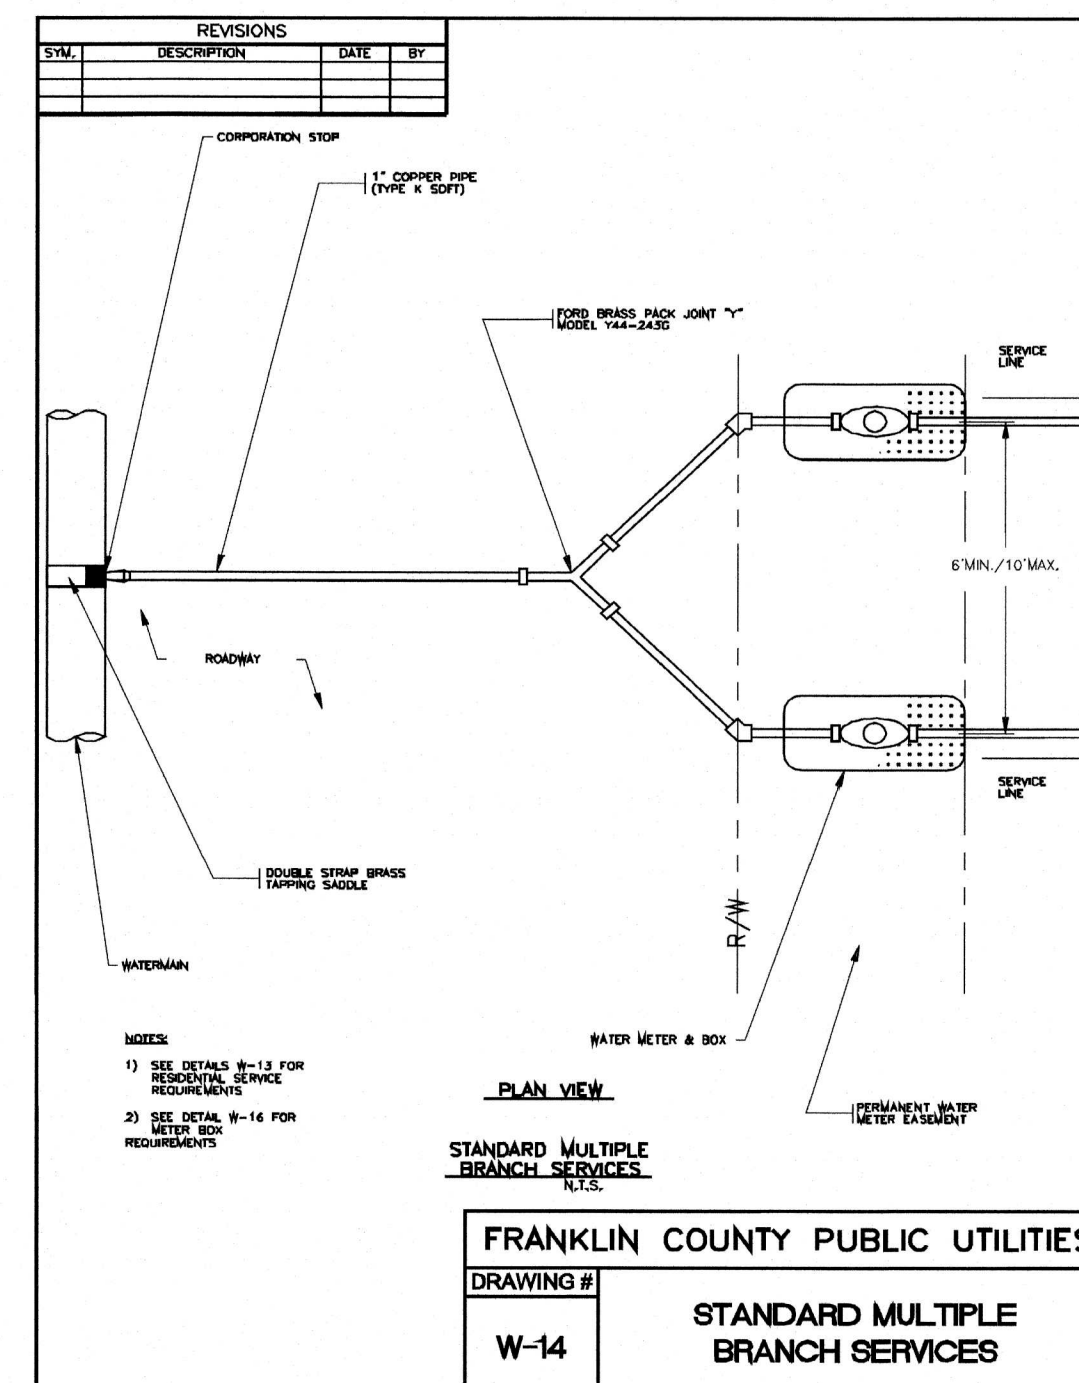 REVISIONS
SYM. DESCRIPTION DATE BY
CORPORATION STOP
1" COPPER PIPE
(TYPE K SOFT)
FORD BRASS PACK JOINT "Y"
MODEL Y44-243G
SERVICE
LINE
6'MIN./10'MAX.
ROADWAY
SERVICE
LINE
DOUBLE STRAP BRASS
TAPPING SADDLE
R/W
WATERMAIN
NOTES:
1) SEE DETAILS W-13 FOR
RESIDENTIAL SERVICE
REQUIREMENTS
2) SEE DETAIL W-16 FOR
METER BOX
REQUIREMENTS
WATER METER & BOX
PLAN VIEW
PERMANENT WATER
METER EASEMENT
STANDARD MULTIPLE
BRANCH SERVICES
N.T.S.
FRANKLIN COUNTY PUBLIC UTILITIES
DRAWING #
W-14
STANDARD MULTIPLE
BRANCH SERVICES